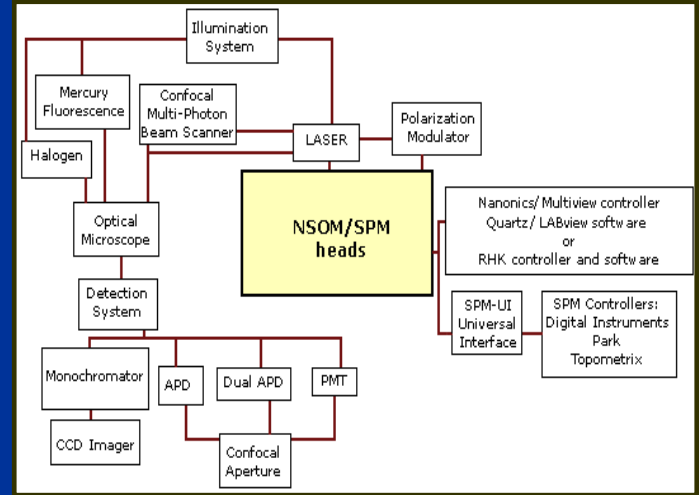 Illumination
System
Mercury
Fluorescence
Confocal
Multi-Photon
Beam Scanner
LASER
Polarization
Modulator
Halogen
NSOM/SPM
heads
Nanonics/ Multiview controller
Quartz/ LABview software
or
RHK controller and software
Optical
Microscope
Detection
System
SPM-UI
Universal
Interface
SPM Controllers:
Digital Instruments
Park
Topometrix
Monochromator
APD
Dual APD
PMT
CCD Imager
Confocal
Aperture